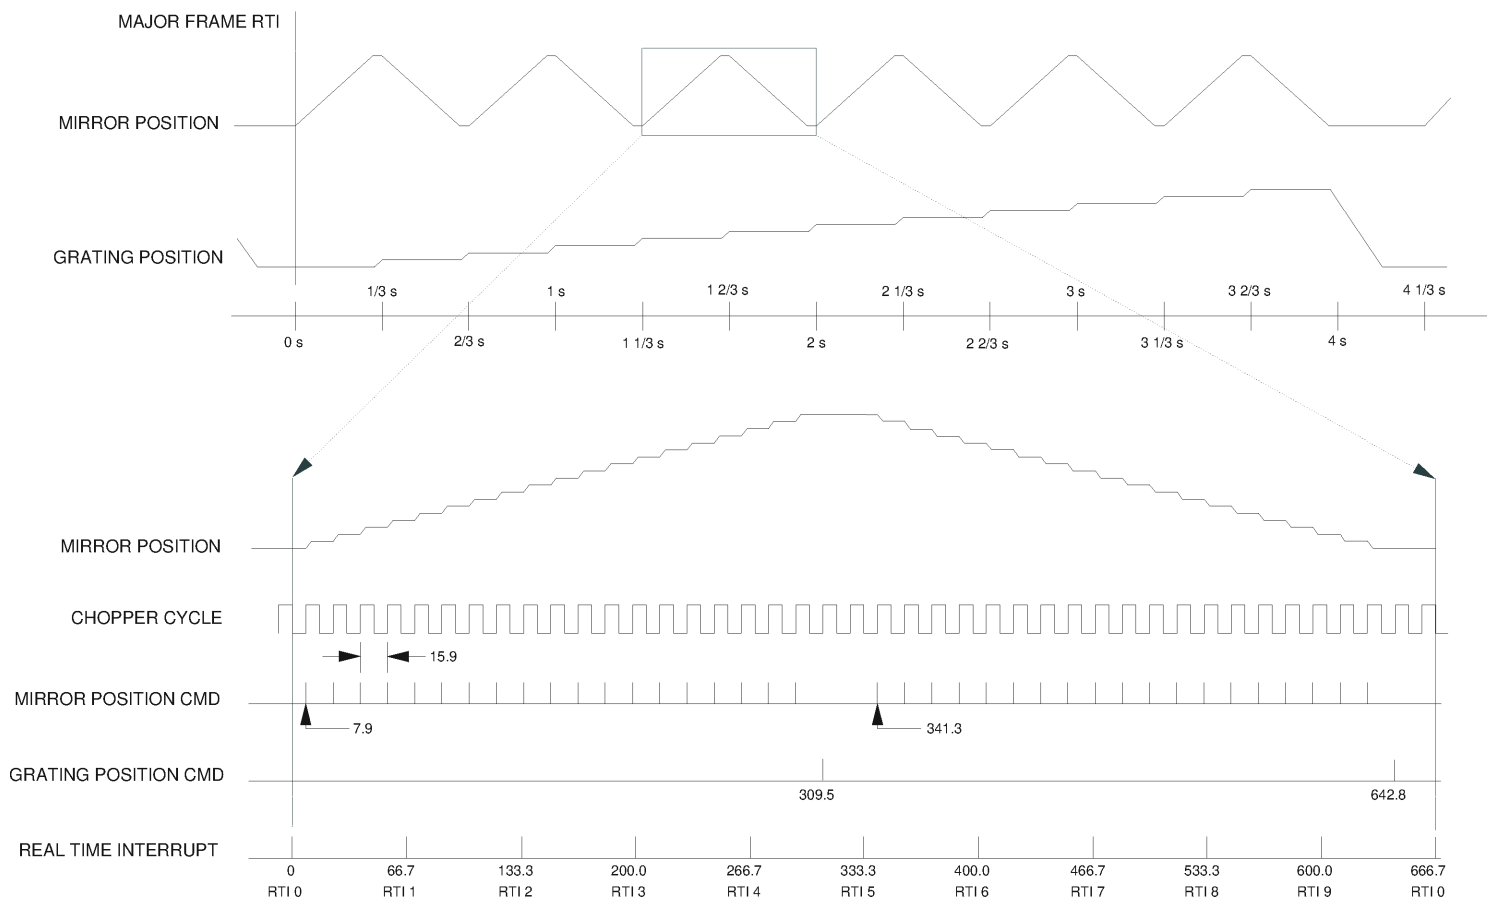 MAJOR FRAME RTI
MIRROR POSITION
GRATING POSITION
1/3 s 1 s 1 2/3 s 2 1/3 s 3 s 3 2/3 s 4 1/3 s
0 s 2/3 s 1 1/3 s 2 s 2 2/3 s 3 1/3 s 4 s
MIRROR POSITION
CHOPPER CYCLE
15.9
MIRROR POSITION CMD
7.9 341.3
GRATING POSITION CMD
309.5 642.8
REAL TIME INTERRUPT
0 66.7 133.3 200.0 266.7 333.3 400.0 466.7 533.3 600.0 666.7
RTI 0 RTI 1 RTI 2 RTI 3 RTI 4 RTI 5 RTI 6 RTI 7 RTI 8 RTI 9 RTI 0